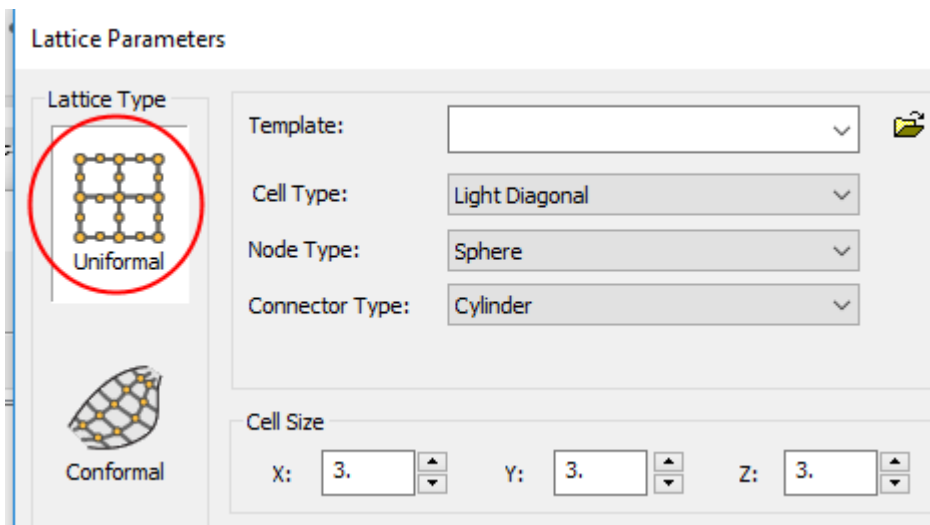 Lattice Parameters
Lattice Type
Uniformal
Conformal
Template:
Cell Type: Light Diagonal
Node Type: Sphere
Connector Type: Cylinder
Cell Size
X: 3. Y: 3. Z: 3.